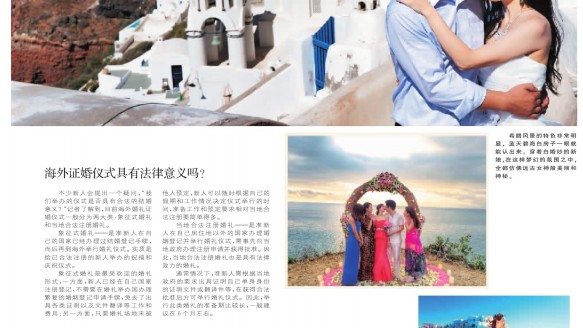 海外证婚仪式具有法律意义吗？
不少新人会提出一个疑问，“我
们举办的仪式是否具有合法的结婚
意义？”记者了解到，目前海外婚礼证
婚仪式一般分为两大类：象征式婚礼
和当地合法注册婚礼。
象征式婚礼——是准新人在自
己的国家已经办理过结婚登记手续，
而后再到海外举行婚礼仪式。实质是
给已合法注册的新人举办的祝福和
庆祝仪式。
象征式婚礼是最受欢迎的婚礼
形式，一方面，新人已经在自己国家
注册登记，不需要在婚礼举办国办理
繁复的婚姻登记申请手续，免去了出
具各类证明以及文件翻译等工作和
费用。另一方面，只要婚礼场地未被
他人预定，新人可以随时根据自己的
假期和工作情况决定仪式举行的时
间，准备工作和预定要求相对当地合
法注册要简单得多。
当地合法注册婚礼——是准新
人在自己居住地以外的国家办理婚
姻登记并举行婚礼仪式，需事先向当
地政府办理注册申请并获得批准。因
此，当地合法注册婚礼也是具有法律
效力的婚礼。
通常情况下，准新人需根据当地
政府的要求出具证明自己单身身份
的证明文件或翻译件等，在获得合法
批准后方可举行婚礼仪式。因此，举
行此类婚礼的准备期比较长，一般建
议在 6 个月左右。
希腊风景的特色非常明
显，蓝天碧海白房子一眼就
能认出来。穿着白婚纱的新
娘，在这样梦幻的氛围之中，
全都仿佛远古女神般美丽和
神秘。